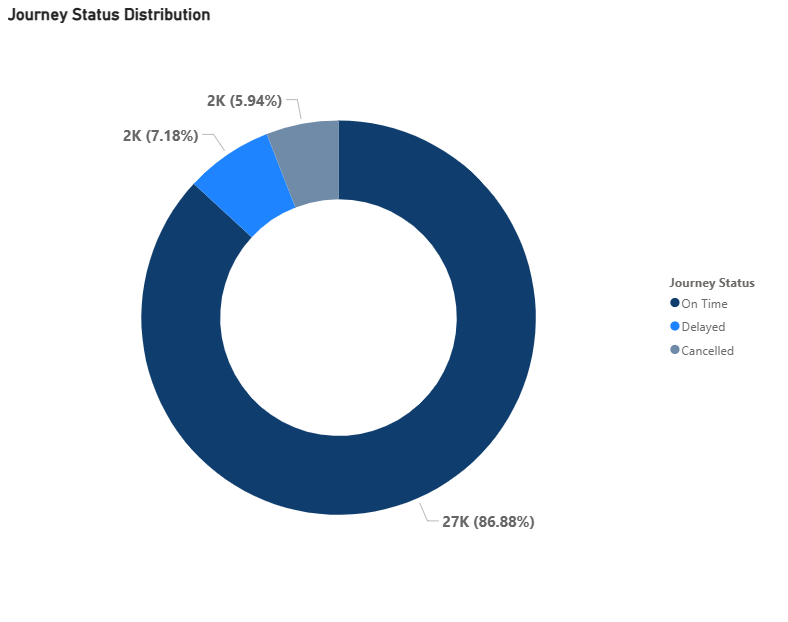 Journey Status Distribution
2K (5.94%)
2K (7.18%)
Journey Status
On Time
Delayed
Cancelled
27K (86.88%)